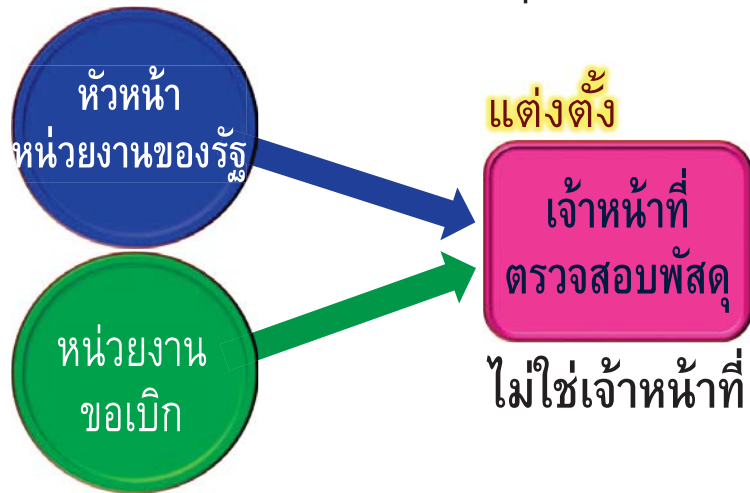 หัวหน้า
หน่วยงานของรัฐ
แต่งตั้ง
เจ้าหน้าที่
ตรวจสอบพัสดุ
หน่วยงาน
ขอเบิก
ไม่ใช่เจ้าหน้าที่